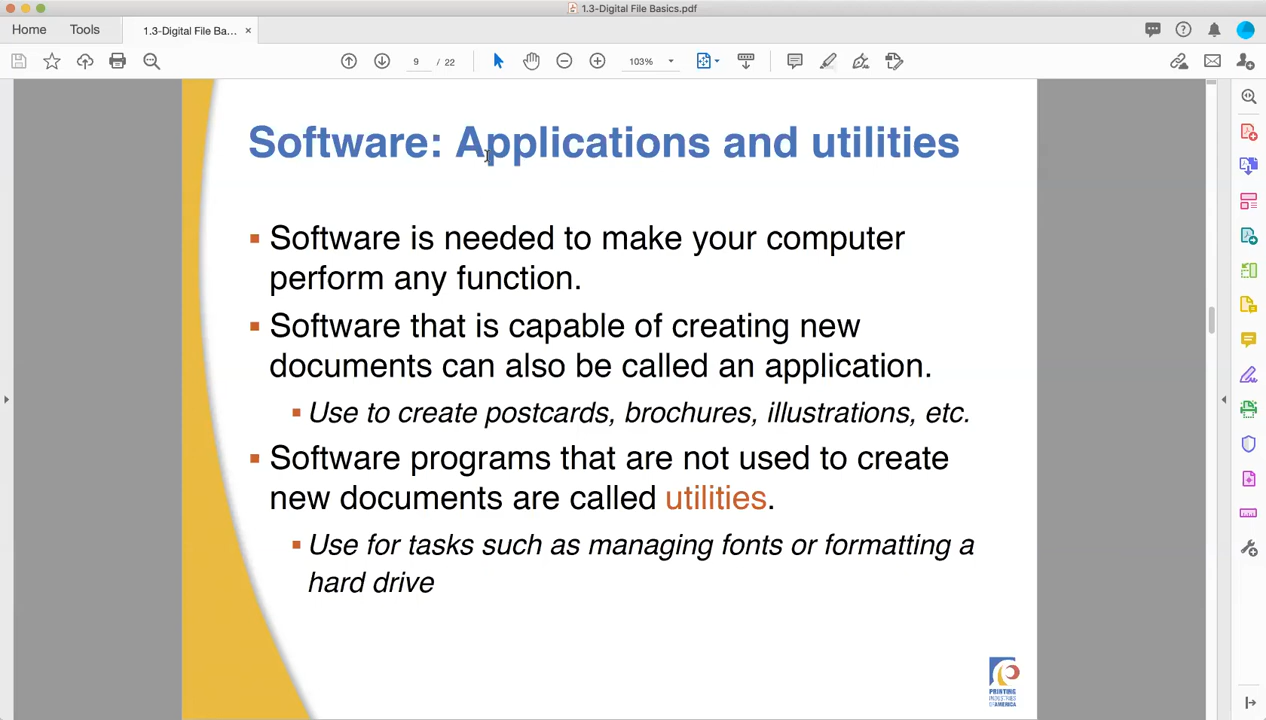 1.3-Digital File Basics.pdf
Home
Tools
1.3-Digital File Ba... ×
9 / 22
103%
Software: Applications and utilities
Software is needed to make your computer
perform any function.
Software that is capable of creating new
documents can also be called an application.
Use to create postcards, brochures, illustrations, etc.
Software programs that are not used to create
new documents are called utilities.
Use for tasks such as managing fonts or formatting a
hard drive
PRINTING
INDUSTRIES
OF AMERICA